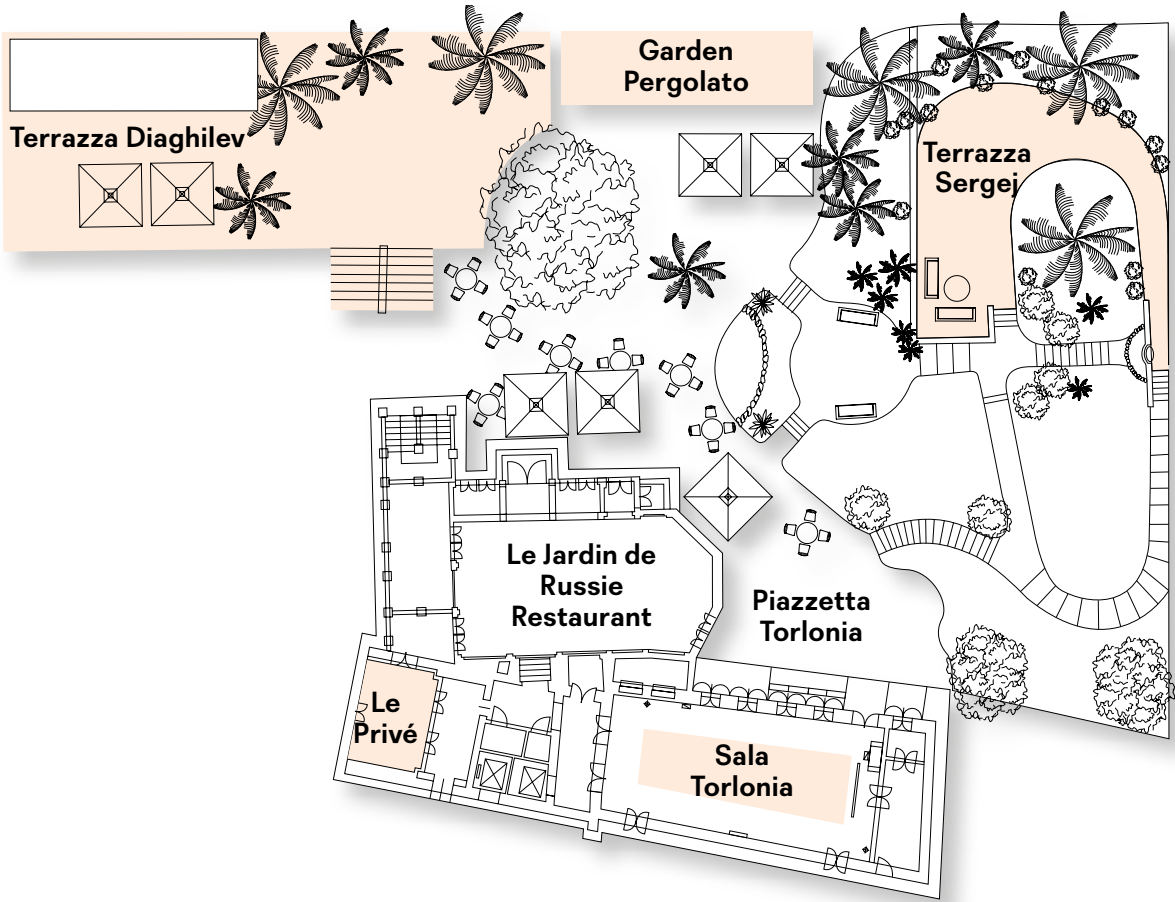 Terrazza Diaghilev
Garden
Pergolato
Terrazza
Sergej
Le Jardin de
Russie
Restaurant
Piazzetta
Torlonia
Le
Privé
Sala
Torlonia